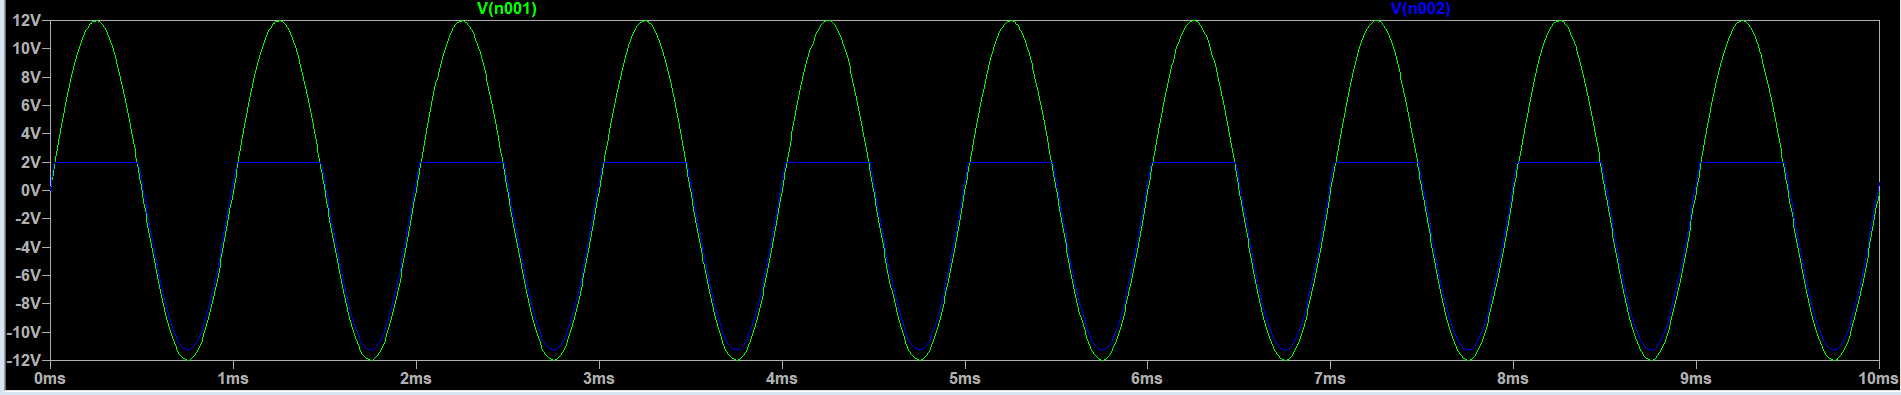 V(n001) V(n002)
12V
10V
8V
6V
4V
2V
0V
-2V
-4V
-6V
-8V
-10V
-12V
0ms 1ms 2ms 3ms 4ms 5ms 6ms 7ms 8ms 9ms 10ms